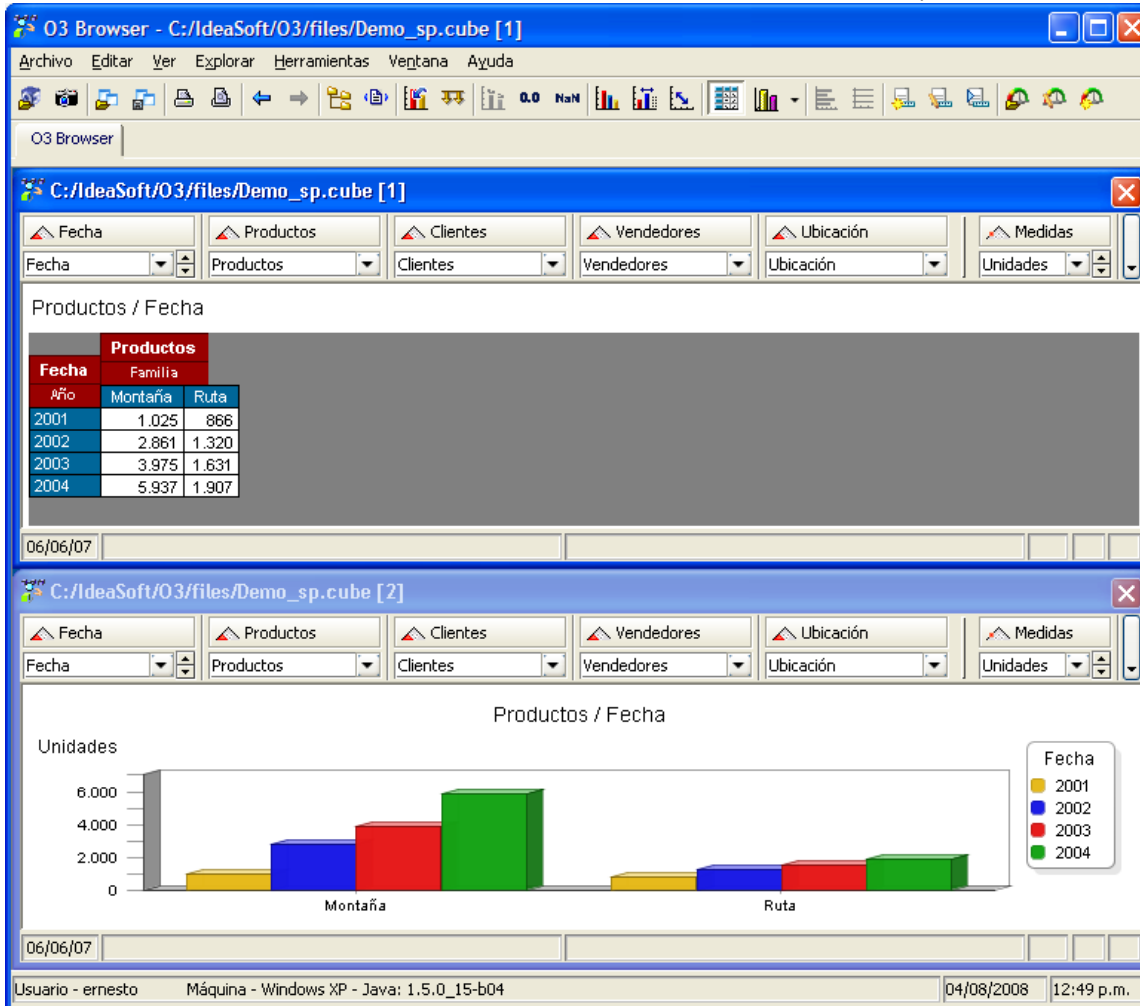 O3 Browser - C:/IdeaSoft/O3/files/Demo_sp.cube [1]
Archivo Editar Ver Explorar Herramientas Ventana Ayuda
0.0 NaN
O3 Browser
C:/IdeaSoft/O3/files/Demo_sp.cube [1]
Fecha Productos Clientes Vendedores Ubicación Medidas
Fecha Productos Clientes Vendedores Ubicación Unidades
Productos / Fecha
Productos
Fecha Familia
Año Montaña Ruta
2001 1.025 866
2002 2.861 1.320
2003 3.975 1.631
2004 5.937 1.907
06/06/07
C:/IdeaSoft/O3/files/Demo_sp.cube [2]
Fecha Productos Clientes Vendedores Ubicación Medidas
Fecha Productos Clientes Vendedores Ubicación Unidades
Productos / Fecha
Unidades
6.000
4.000
2.000
0
Montaña Ruta
Fecha
2001
2002
2003
2004
06/06/07
Usuario - ernesto Máquina - Windows XP - Java: 1.5.0_15-b04 04/08/2008 12:49 p.m.